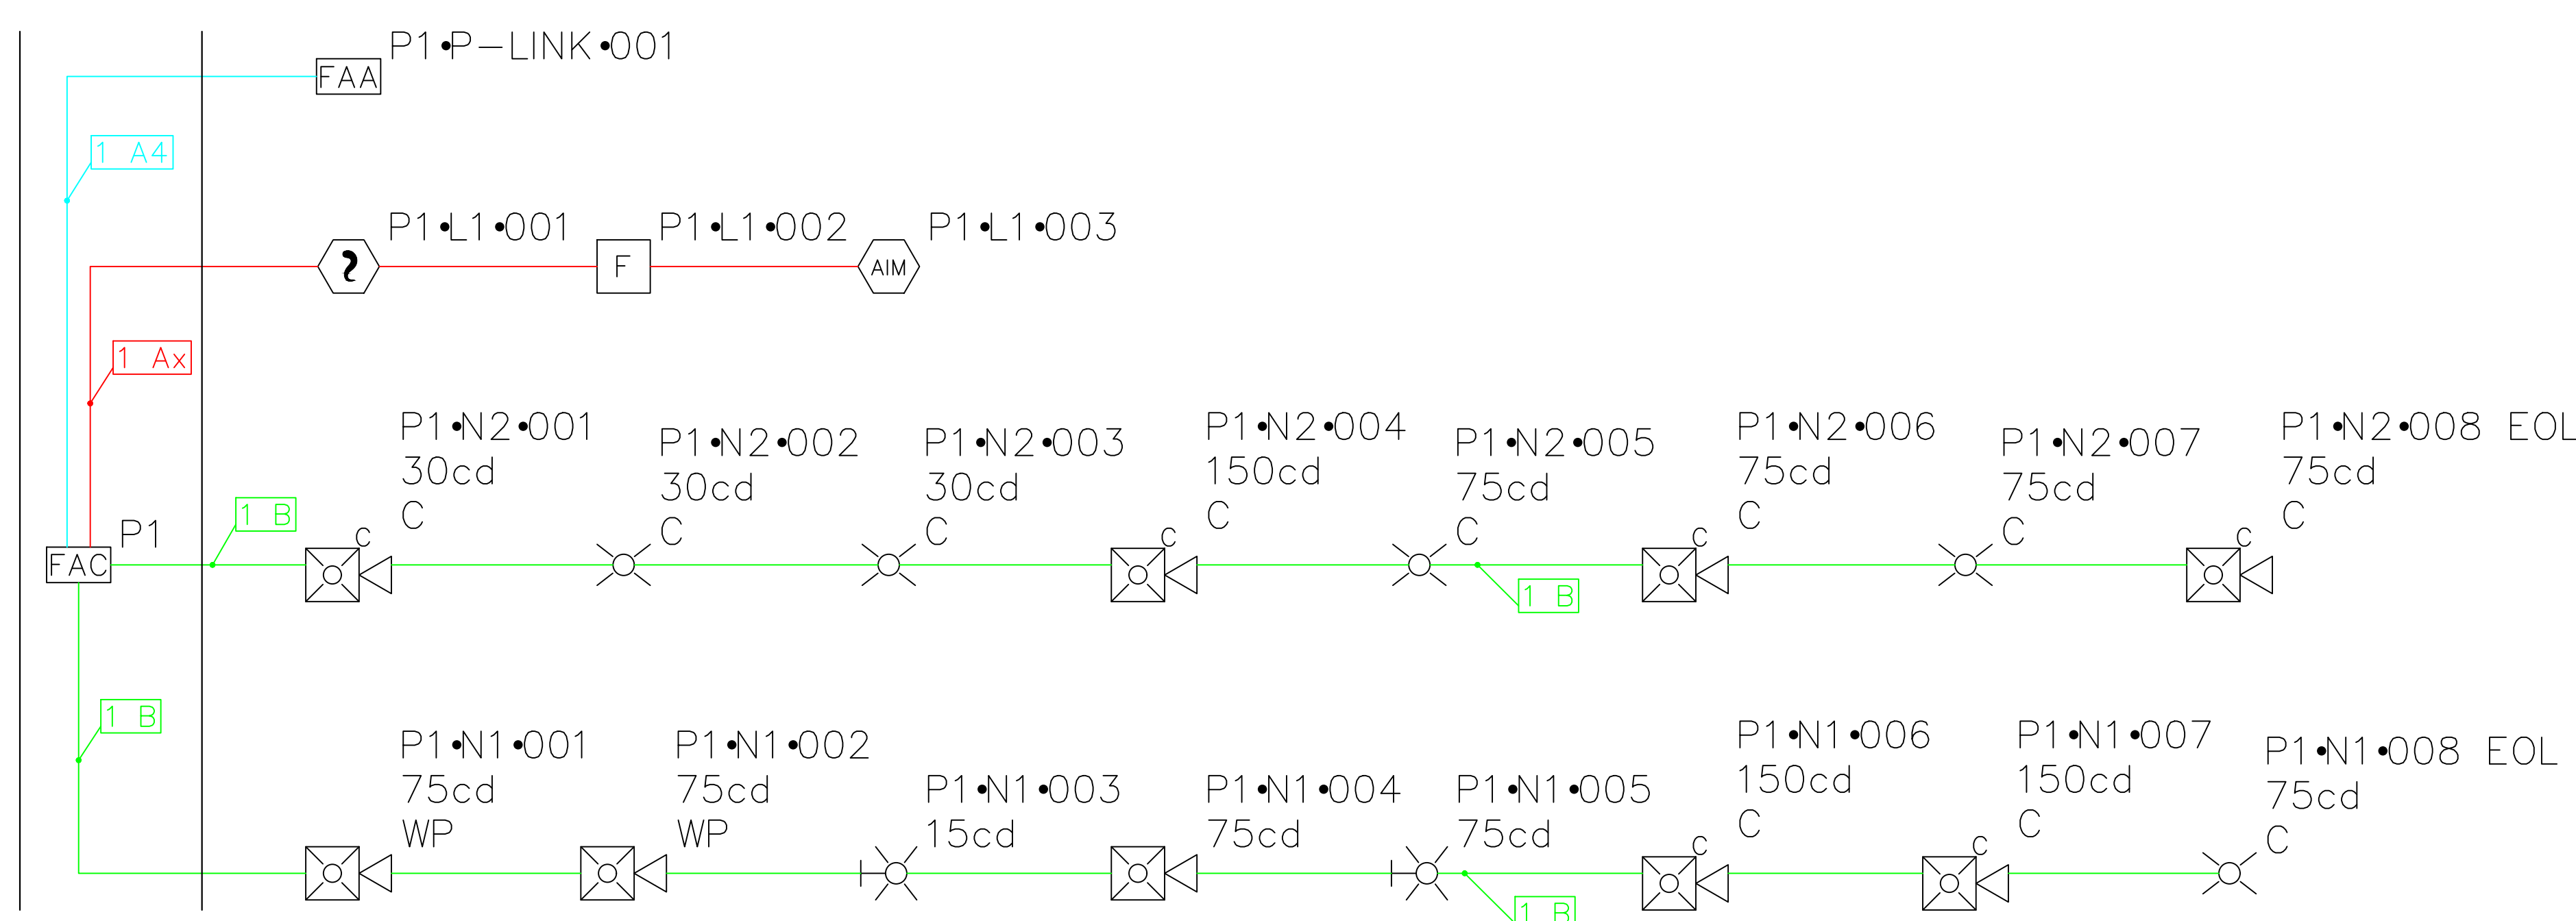 P1•P-LINK•001
FAA
1 A4
P1•L1•001
P1•L1•002
P1•L1•003
F
AIM
1 Ax
P1•N2•001
30cd
C
C
P1•N2•002
30cd
C
P1•N2•003
30cd
C
P1•N2•004
150cd
C
C
P1•N2•005
75cd
C
P1•N2•006
75cd
C
C
P1•N2•007
75cd
C
P1•N2•008 EOL
75cd
C
C
P1
FAC
1 B
1 B
1 B
P1•N1•001
75cd
WP
P1•N1•002
75cd
WP
P1•N1•003
15cd
P1•N1•004
75cd
P1•N1•005
75cd
P1•N1•006
150cd
C
C
P1•N1•007
150cd
C
C
P1•N1•008 EOL
75cd
C
1 B